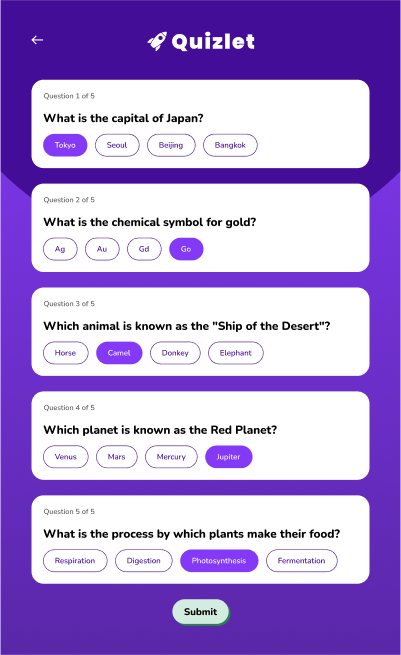 Quizlet
Question 1 of 5
What is the capital of Japan?
Tokyo Seoul Beijing Bangkok
Question 2 of 5
What is the chemical symbol for gold?
Ag Au Gd Go
Question 3 of 5
Which animal is known as the "Ship of the Desert"?
Horse Camel Donkey Elephant
Question 4 of 5
Which planet is known as the Red Planet?
Venus Mars Mercury Jupiter
Question 5 of 5
What is the process by which plants make their food?
Respiration Digestion Photosynthesis Fermentation
Submit